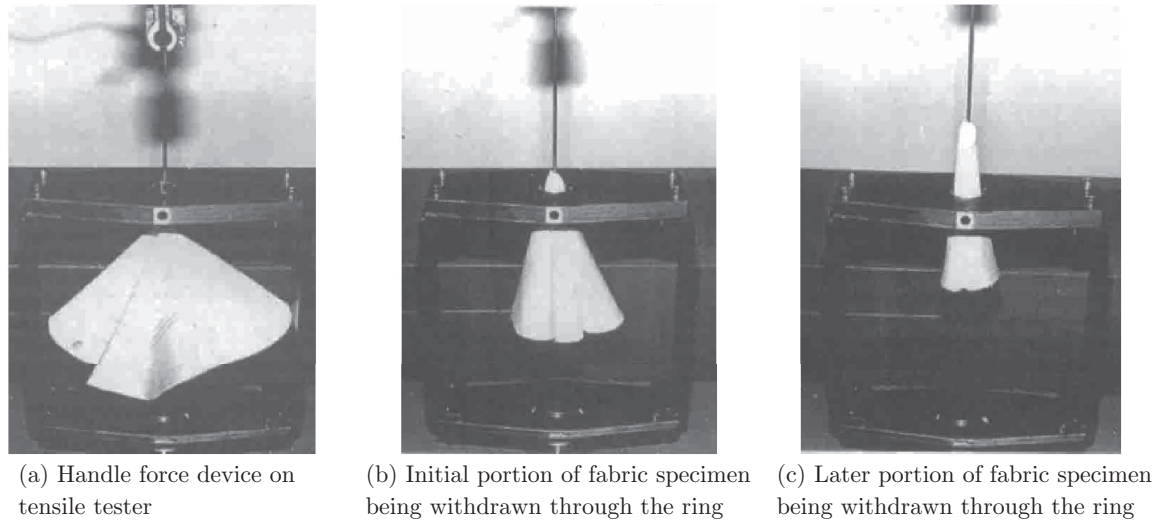 (a) Handle force device on
tensile tester
(b) Initial portion of fabric specimen
being withdrawn through the ring
(c) Later portion of fabric specimen
being withdrawn through the ring